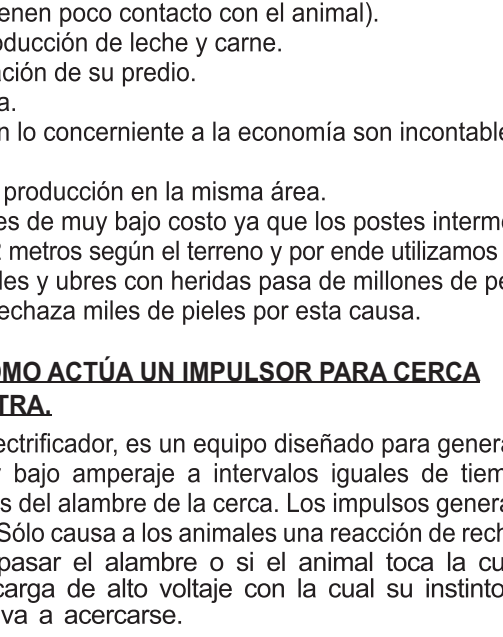 enen poco contacto con el animal).
oducción de leche y carne.
ción de su predio.
a.
n lo concerniente a la economía son incontable
producción en la misma área.
es de muy bajo costo ya que los postes interme
2 metros según el terreno y por ende utilizamos
les y ubres con heridas pasa de millones de pe
echaza miles de pieles por esta causa.
OMO ACTÚA UN IMPULSOR PARA CERCA
TRA.
ectrificador, es un equipo diseñado para genera
bajo amperaje a intervalos iguales de tiem
s del alambre de la cerca. Los impulsos genera
Sólo causa a los animales una reacción de rech
pasar el alambre o si el animal toca la cu
carga de alto voltaje con la cual su instinto
va a acercarse.